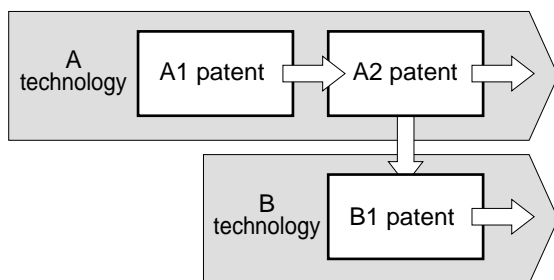 A
technology
A1 patent
A2 patent
B
technology
B1 patent